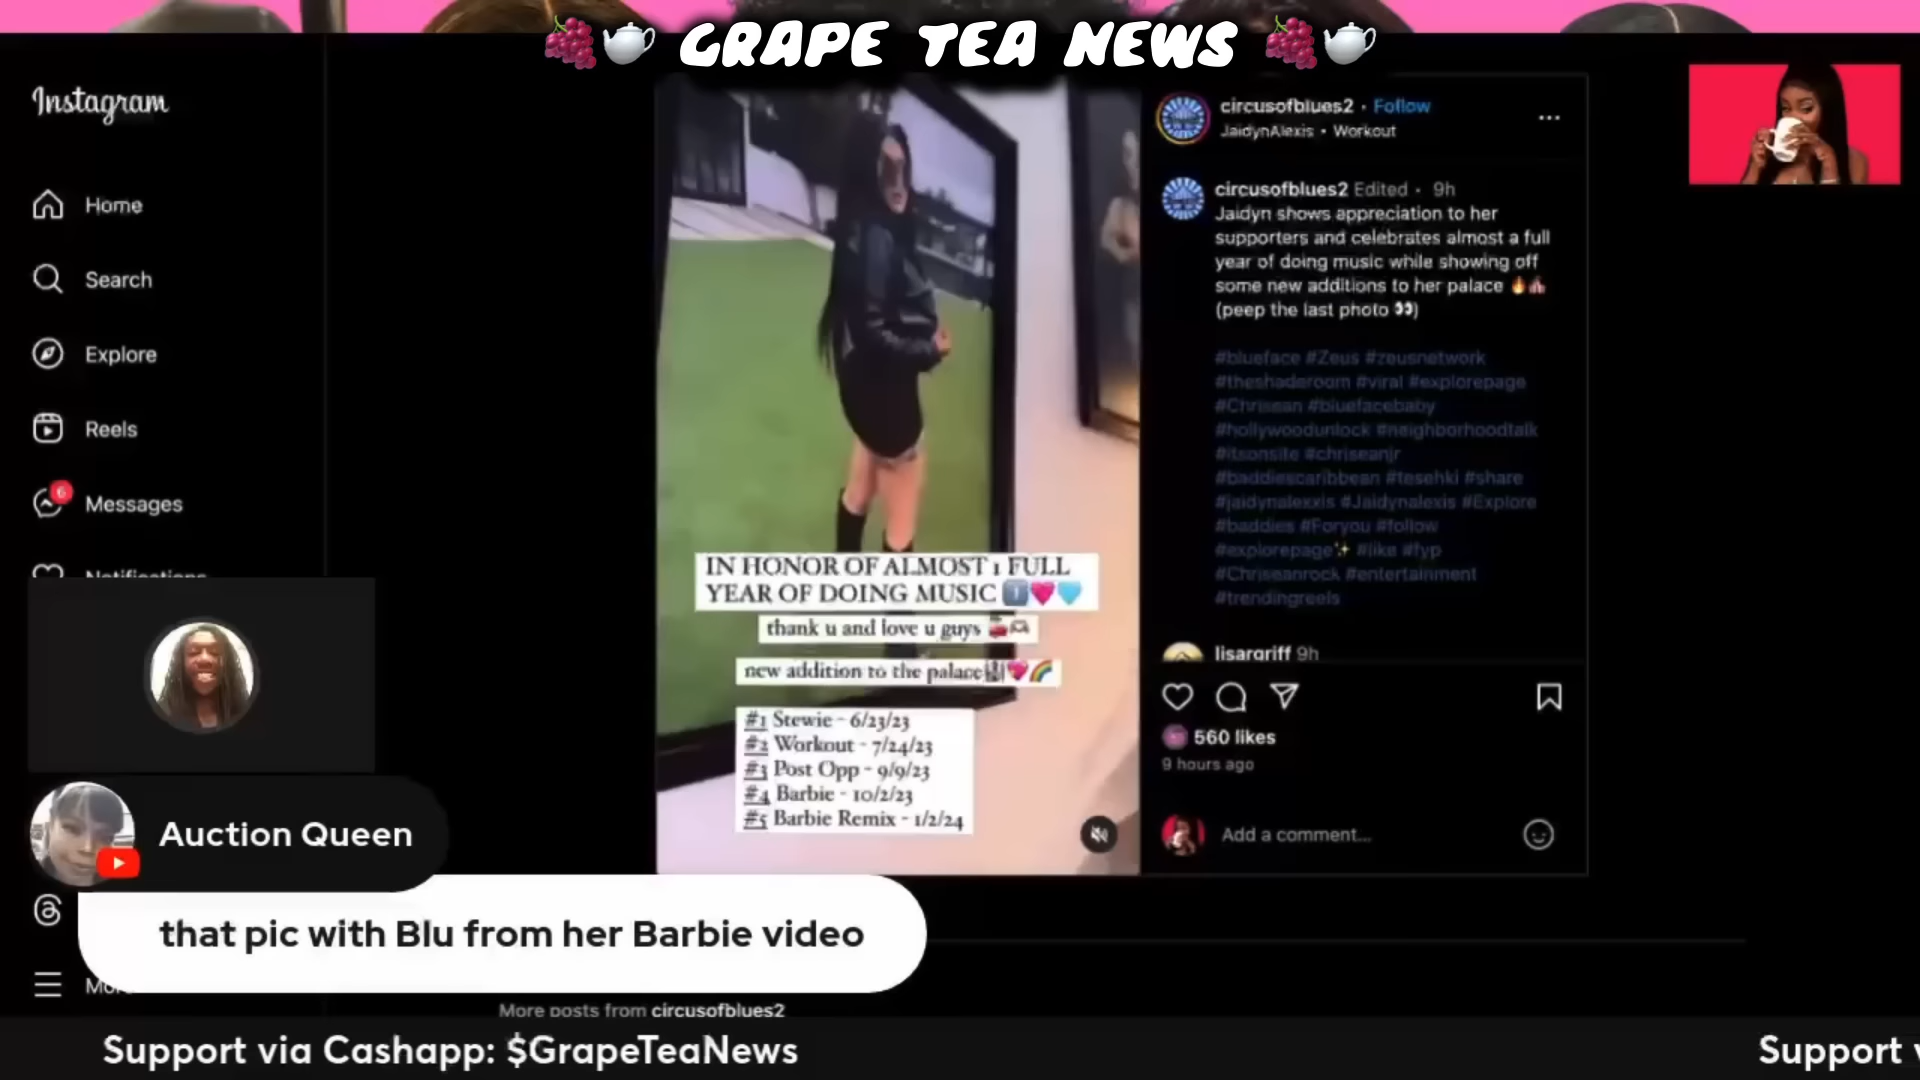 🍇🫖 GRAPE TEA NEWS 🍇🫖
Instagram
Home
Search
Explore
Reels
6
Messages
Notifications
More
circusofblues2 • Follow
JaidynAlexis • Workout
circusofblues2 Edited • 9h
Jaidyn shows appreciation to her
supporters and celebrates almost a full
year of doing music while showing off
some new additions to her palace
(peep the last photo 👀)
#blueface #Zeus #zeusnetwork
#theshaderoom #viral #explorepage
#Chrisean #bluefacebaby
#hollywoodunlock #neighborhoodtalk
#itsonsite #chriseanjr
#baddiescaribbean #tesehki #share
#jaidynalexxis #Jaidynalexis #Explore
#baddies #Foryou #follow
#explorepage✨ #like #fyp
#Chriseanrock #entertainment
#trendingreels
lisargriff 9h
560 likes
9 hours ago
Add a comment...
IN HONOR OF ALMOST 1 FULL
YEAR OF DOING MUSIC
thank u and love u guys
new addition to the palace
#1 Stewie - 6/23/23
#2 Workout - 7/24/23
#3 Post Opp - 9/9/23
#4 Barbie - 10/2/23
#5 Barbie Remix - 1/2/24
Auction Queen
that pic with Blu from her Barbie video
More posts from circusofblues2
Support via Cashapp: $GrapeTeaNews
Support